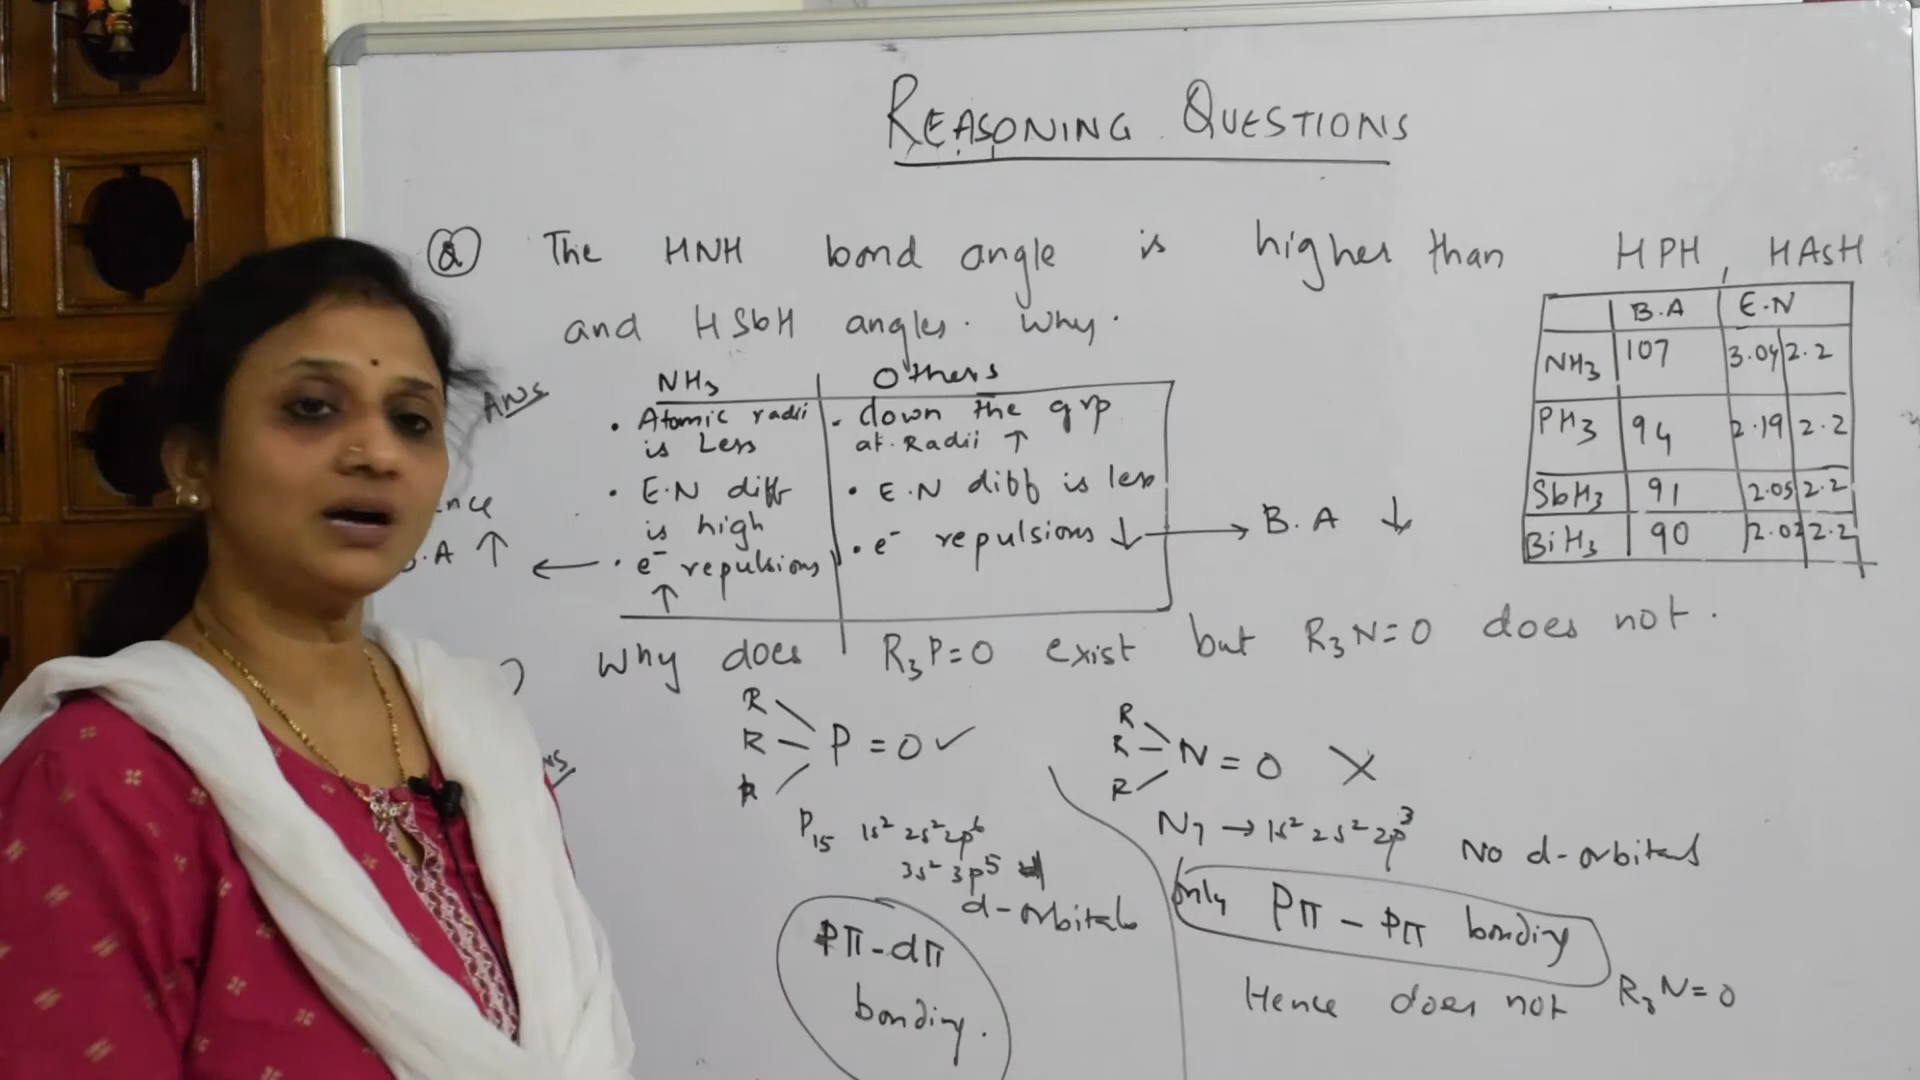 REASONING QUESTIONS
Q The HNH bond angle is higher than HPH, HAsH
and HSbH angles. Why.
Ans
NH3 | Others
• Atomic radii is Less | • down the grp at. Radii ↑
• E.N diff is high | • E.N diff is less
• e⁻ repulsions ↑ | • e⁻ repulsions ↓ → B.A ↓
B.A ↑ ←
B.A | E.N
NH3 | 107 | 3.04 | 2.2
PH3 | 94 | 2.19 | 2.2
SbH3 | 91 | 2.05 | 2.2
BiH3 | 90 | 2.02 | 2.2
Why does R3P=O exist but R3N=O does not.
R
R – P = O ✓
R
P15 1s² 2s² 2p⁶
3s² 3p⁵
d-orbitals
Pπ-dπ
bonding.
R
R – N = O ✗
R
N7 → 1s² 2s² 2p³ No d-orbitals
only Pπ – Pπ bonding
Hence does not R3N=O